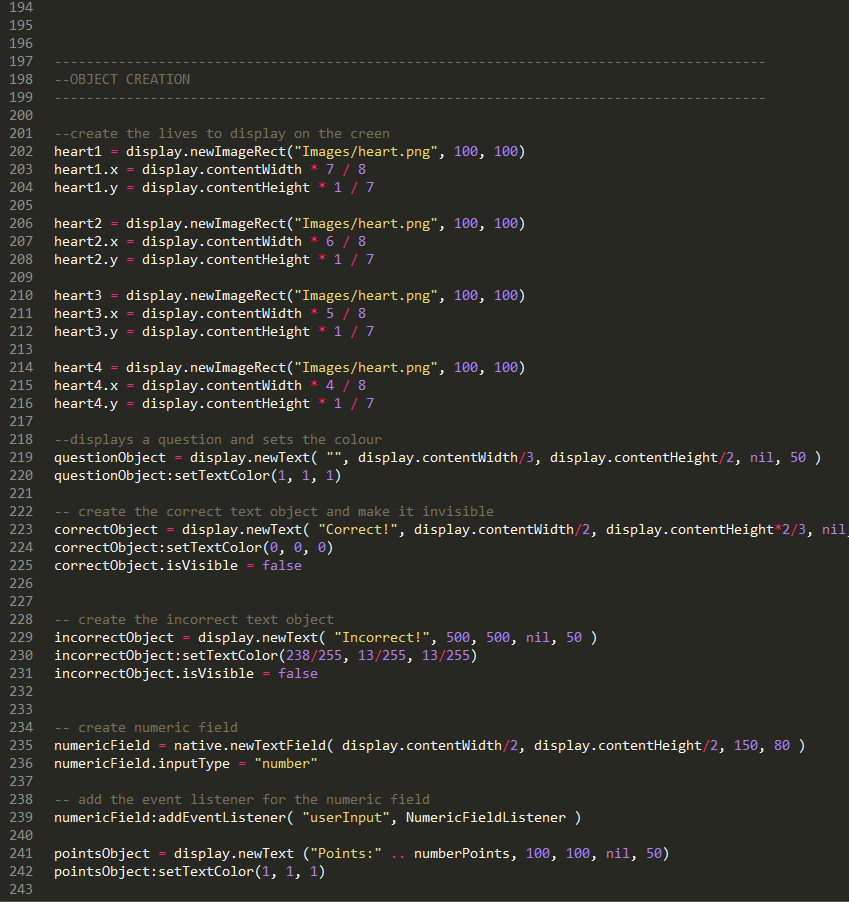 194
195
196
197 -----------------------------------------------------------------------------------------
198 --OBJECT CREATION
199 -----------------------------------------------------------------------------------------
200
201 --create the lives to display on the creen
202 heart1 = display.newImageRect("Images/heart.png", 100, 100)
203 heart1.x = display.contentWidth * 7 / 8
204 heart1.y = display.contentHeight * 1 / 7
205
206 heart2 = display.newImageRect("Images/heart.png", 100, 100)
207 heart2.x = display.contentWidth * 6 / 8
208 heart2.y = display.contentHeight * 1 / 7
209
210 heart3 = display.newImageRect("Images/heart.png", 100, 100)
211 heart3.x = display.contentWidth * 5 / 8
212 heart3.y = display.contentHeight * 1 / 7
213
214 heart4 = display.newImageRect("Images/heart.png", 100, 100)
215 heart4.x = display.contentWidth * 4 / 8
216 heart4.y = display.contentHeight * 1 / 7
217
218 --displays a question and sets the colour
219 questionObject = display.newText( "", display.contentWidth/3, display.contentHeight/2, nil, 50 )
220 questionObject:setTextColor(1, 1, 1)
221
222 -- create the correct text object and make it invisible
223 correctObject = display.newText( "Correct!", display.contentWidth/2, display.contentHeight*2/3, nil,
224 correctObject:setTextColor(0, 0, 0)
225 correctObject.isVisible = false
226
227
228 -- create the incorrect text object
229 incorrectObject = display.newText( "Incorrect!", 500, 500, nil, 50 )
230 incorrectObject:setTextColor(238/255, 13/255, 13/255)
231 incorrectObject.isVisible = false
232
233
234 -- create numeric field
235 numericField = native.newTextField( display.contentWidth/2, display.contentHeight/2, 150, 80 )
236 numericField.inputType = "number"
237
238 -- add the event listener for the numeric field
239 numericField:addEventListener( "userInput", NumericFieldListener )
240
241 pointsObject = display.newText ("Points:" .. numberPoints, 100, 100, nil, 50)
242 pointsObject:setTextColor(1, 1, 1)
243